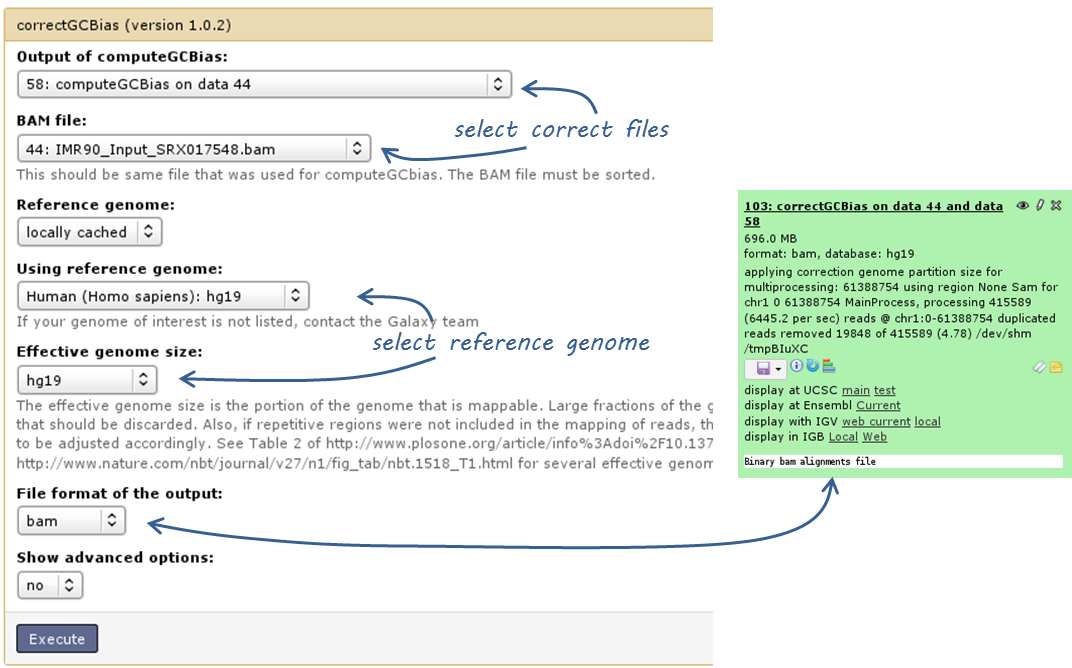 correctGCBias (version 1.0.2)
Output of computeGCBias:
58: computeGCBias on data 44
select correct files
BAM file:
44: IMR90_Input_SRX017548.bam
This should be same file that was used for computeGCbias. The BAM file must be sorted.
Reference genome:
locally cached
Using reference genome:
Human (Homo sapiens): hg19
If your genome of interest is not listed, contact the Galaxy team
select reference genome
Effective genome size:
hg19
The effective genome size is the portion of the genome that is mappable. Large fractions of the g
that should be discarded. Also, if repetitive regions were not included in the mapping of reads, th
to be adjusted accordingly. See Table 2 of http://www.plosone.org/article/info%3Adoi%2F10.137
http://www.nature.com/nbt/journal/v27/n1/fig_tab/nbt.1518_T1.html for several effective genom
File format of the output:
bam
Show advanced options:
no
Execute
103: correctGCBias on data 44 and data
58
696.0 MB
format: bam, database: hg19
applying correction genome partition size for
multiprocessing: 61388754 using region None Sam for
chr1 0 61388754 MainProcess, processing 415589
(6445.2 per sec) reads @ chr1:0-61388754 duplicated
reads removed 19848 of 415589 (4.78) /dev/shm
/tmpBIuXC
display at UCSC main test
display at Ensembl Current
display with IGV web current local
display in IGB Local Web
Binary bam alignments file